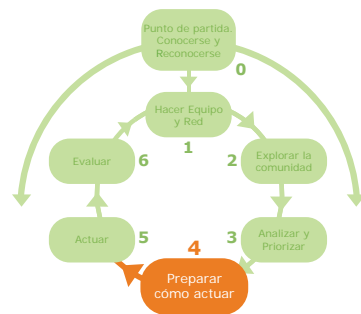 Punto de partida.
Conocerse y
Reconocerse
0
Hacer Equipo
y Red
1
Evaluar
6
2
Explorar la
comunidad
Actuar
5
3
Analizar y
Priorizar
4
Preparar
cómo actuar